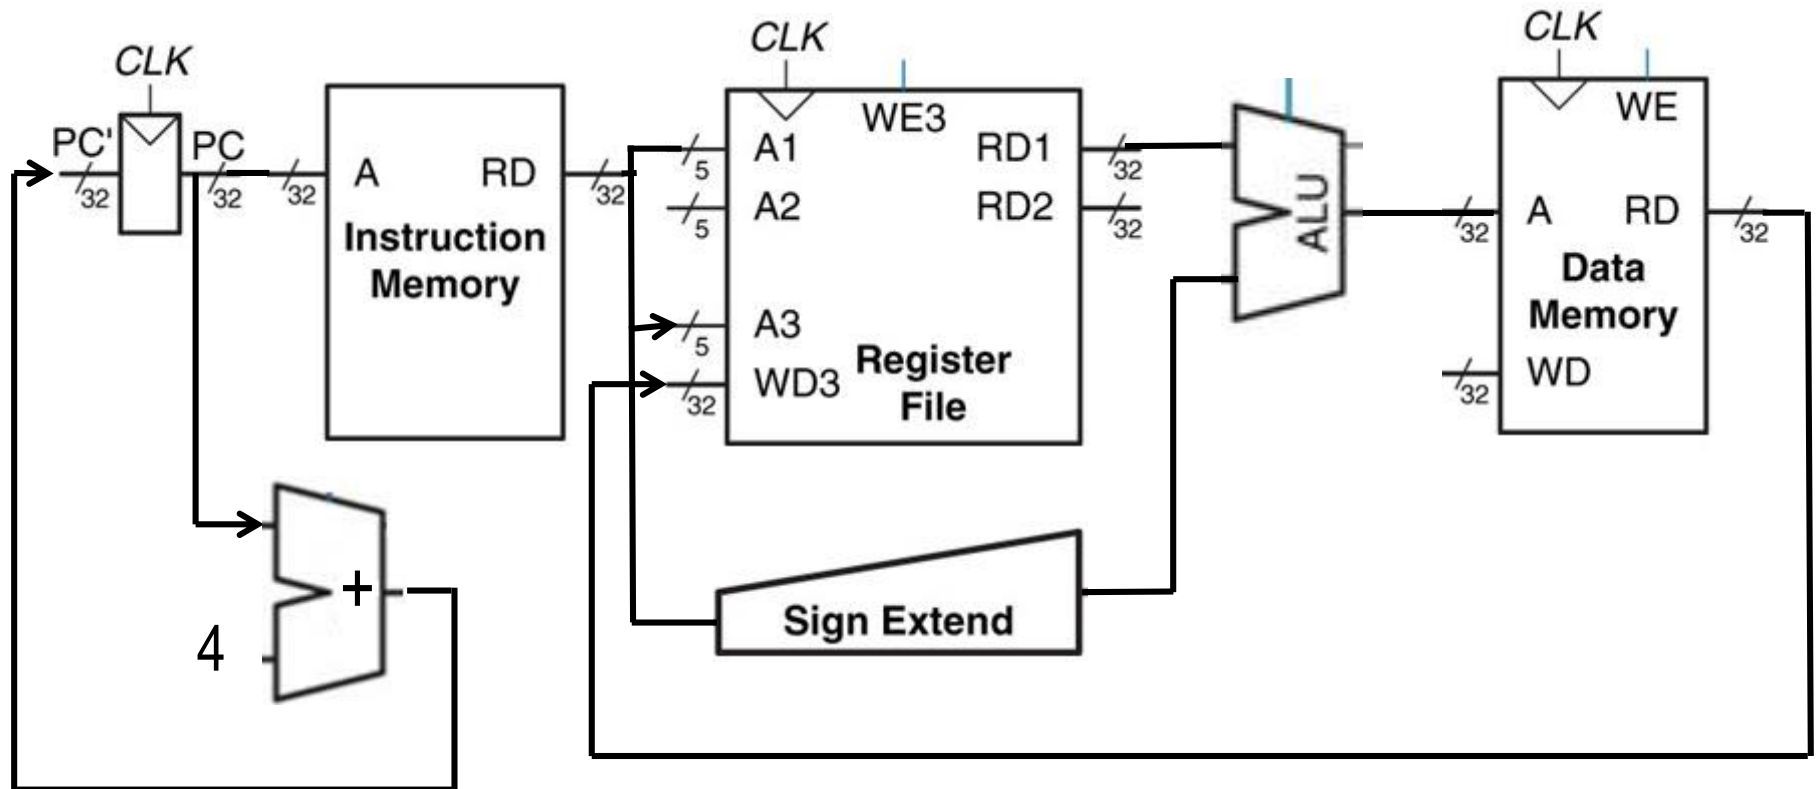 CLK
PC'
32
PC
32
32
A
RD
Instruction
Memory
32
CLK
WE3
5
A1
RD1
32
5
A2
RD2
32
5
A3
32
WD3
Register
File
ALU
CLK
WE
32
A
RD
32
Data
Memory
32
WD
+
4
Sign Extend